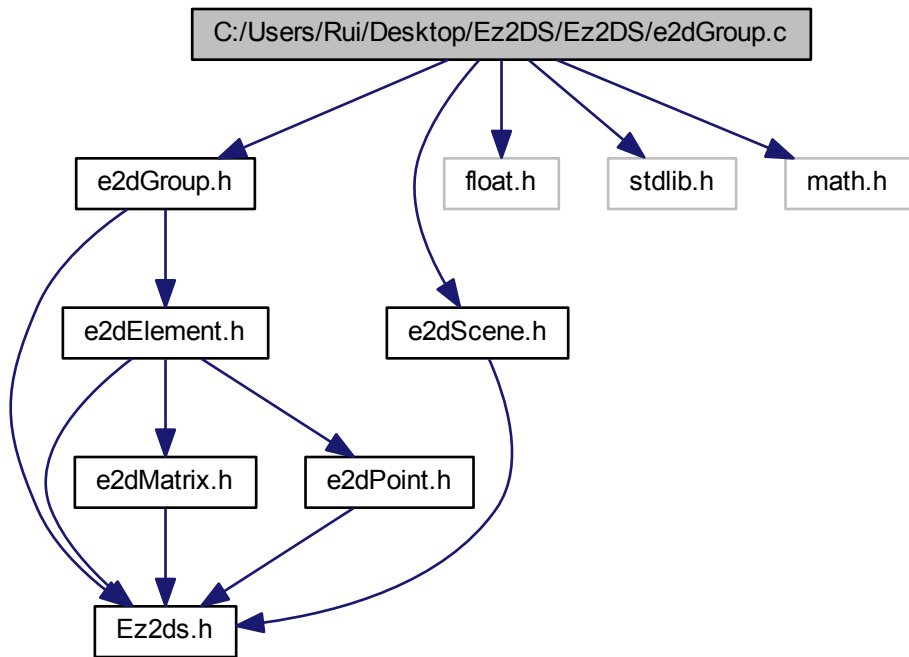 C:/Users/Rui/Desktop/Ez2DS/Ez2DS/e2dGroup.c
e2dGroup.h
float.h
stdlib.h
math.h
e2dElement.h
e2dScene.h
e2dMatrix.h
e2dPoint.h
Ez2ds.h